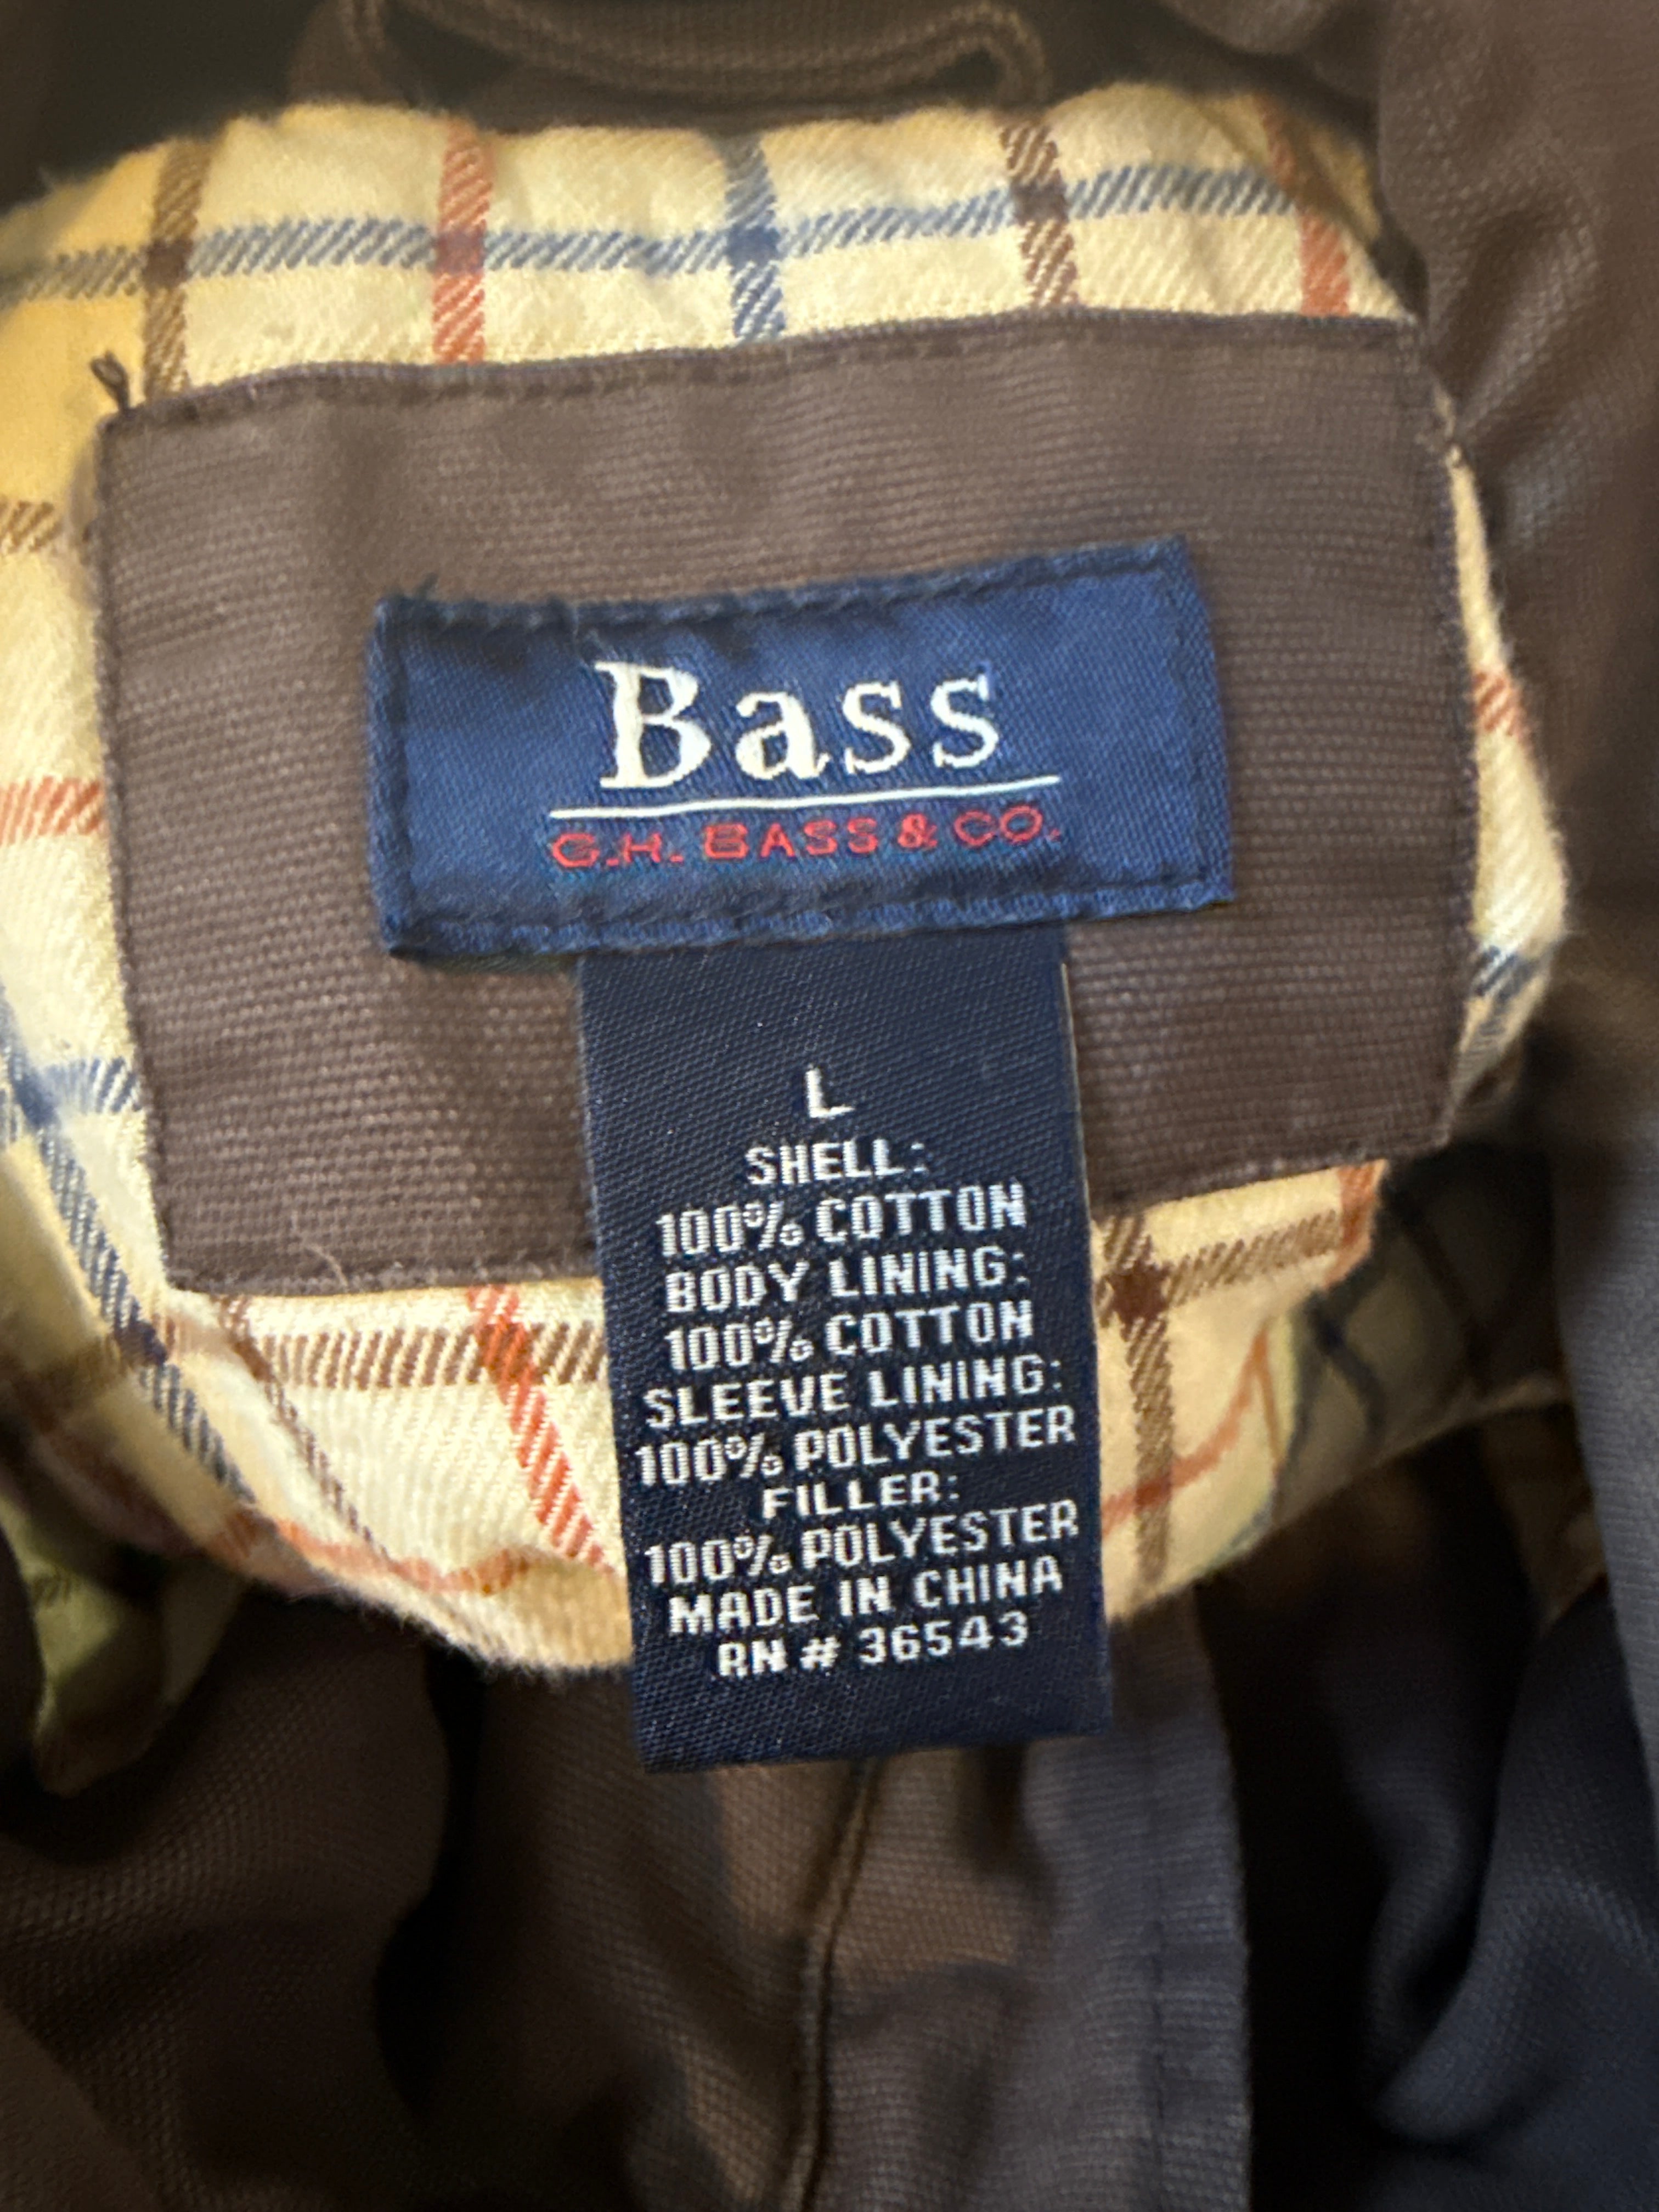 Bass
G.H. BASS & CO.
L
SHELL:
100% COTTON
BODY LINING:
100% COTTON
SLEEVE LINING:
100% POLYESTER
FILLER:
100% POLYESTER
MADE IN CHINA
RN # 36543